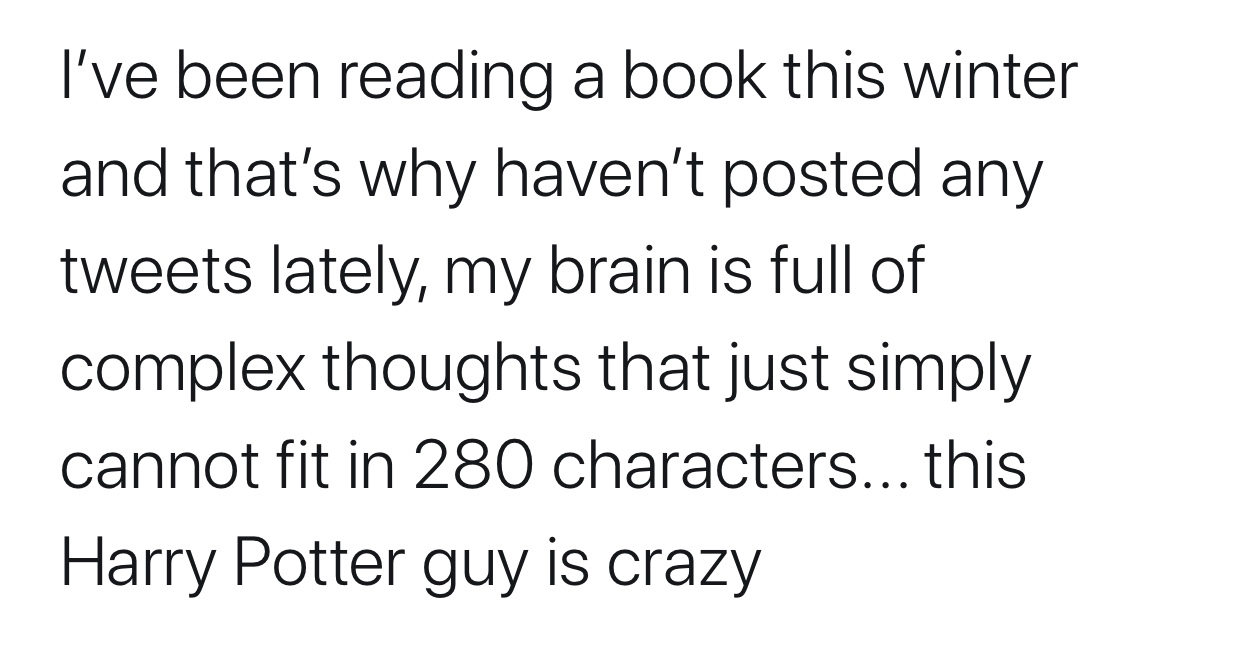 I’ve been reading a book this winter
and that’s why haven’t posted any
tweets lately, my brain is full of
complex thoughts that just simply
cannot fit in 280 characters… this
Harry Potter guy is crazy